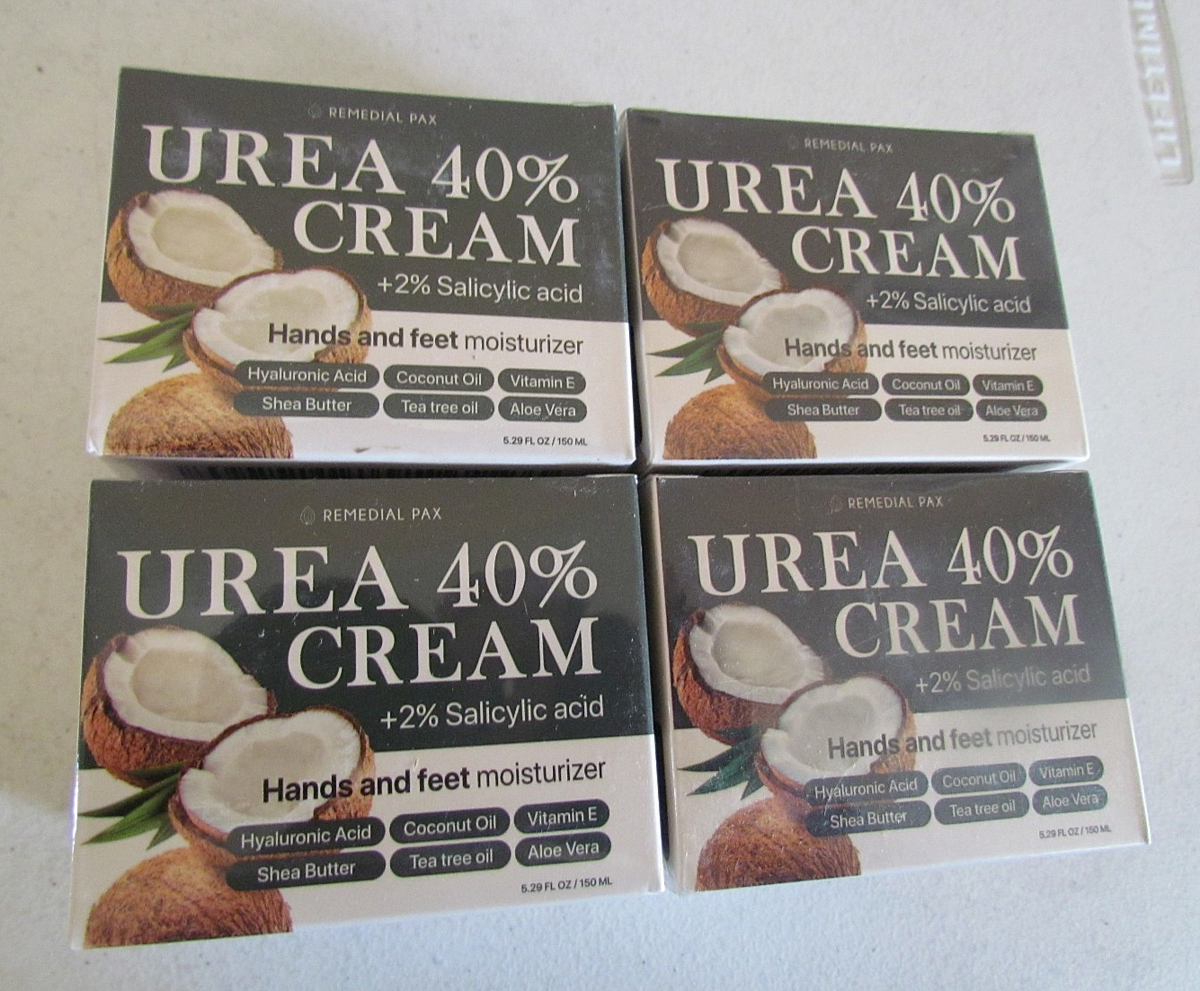 REMEDIAL PAX
UREA 40%
CREAM
+2% Salicylic acid
Hands and feet moisturizer
Hyaluronic Acid Coconut Oil Vitamin E
Shea Butter Tea tree oil Aloe Vera
5.29 FL OZ / 150 ML
REMEDIAL PAX
UREA 40%
CREAM
+2% Salicylic acid
Hands and feet moisturizer
Hyaluronic Acid Coconut Oil Vitamin E
Shea Butter Tea tree oil Aloe Vera
5.29 FL OZ / 150 ML
REMEDIAL PAX
UREA 40%
CREAM
+2% Salicylic acid
Hands and feet moisturizer
Hyaluronic Acid Coconut Oil Vitamin E
Shea Butter Tea tree oil Aloe Vera
5.29 FL OZ / 150 ML
REMEDIAL PAX
UREA 40%
CREAM
+2% Salicylic acid
Hands and feet moisturizer
Hyaluronic Acid Coconut Oil Vitamin E
Shea Butter Tea tree oil Aloe Vera
5.29 FL OZ / 150 ML